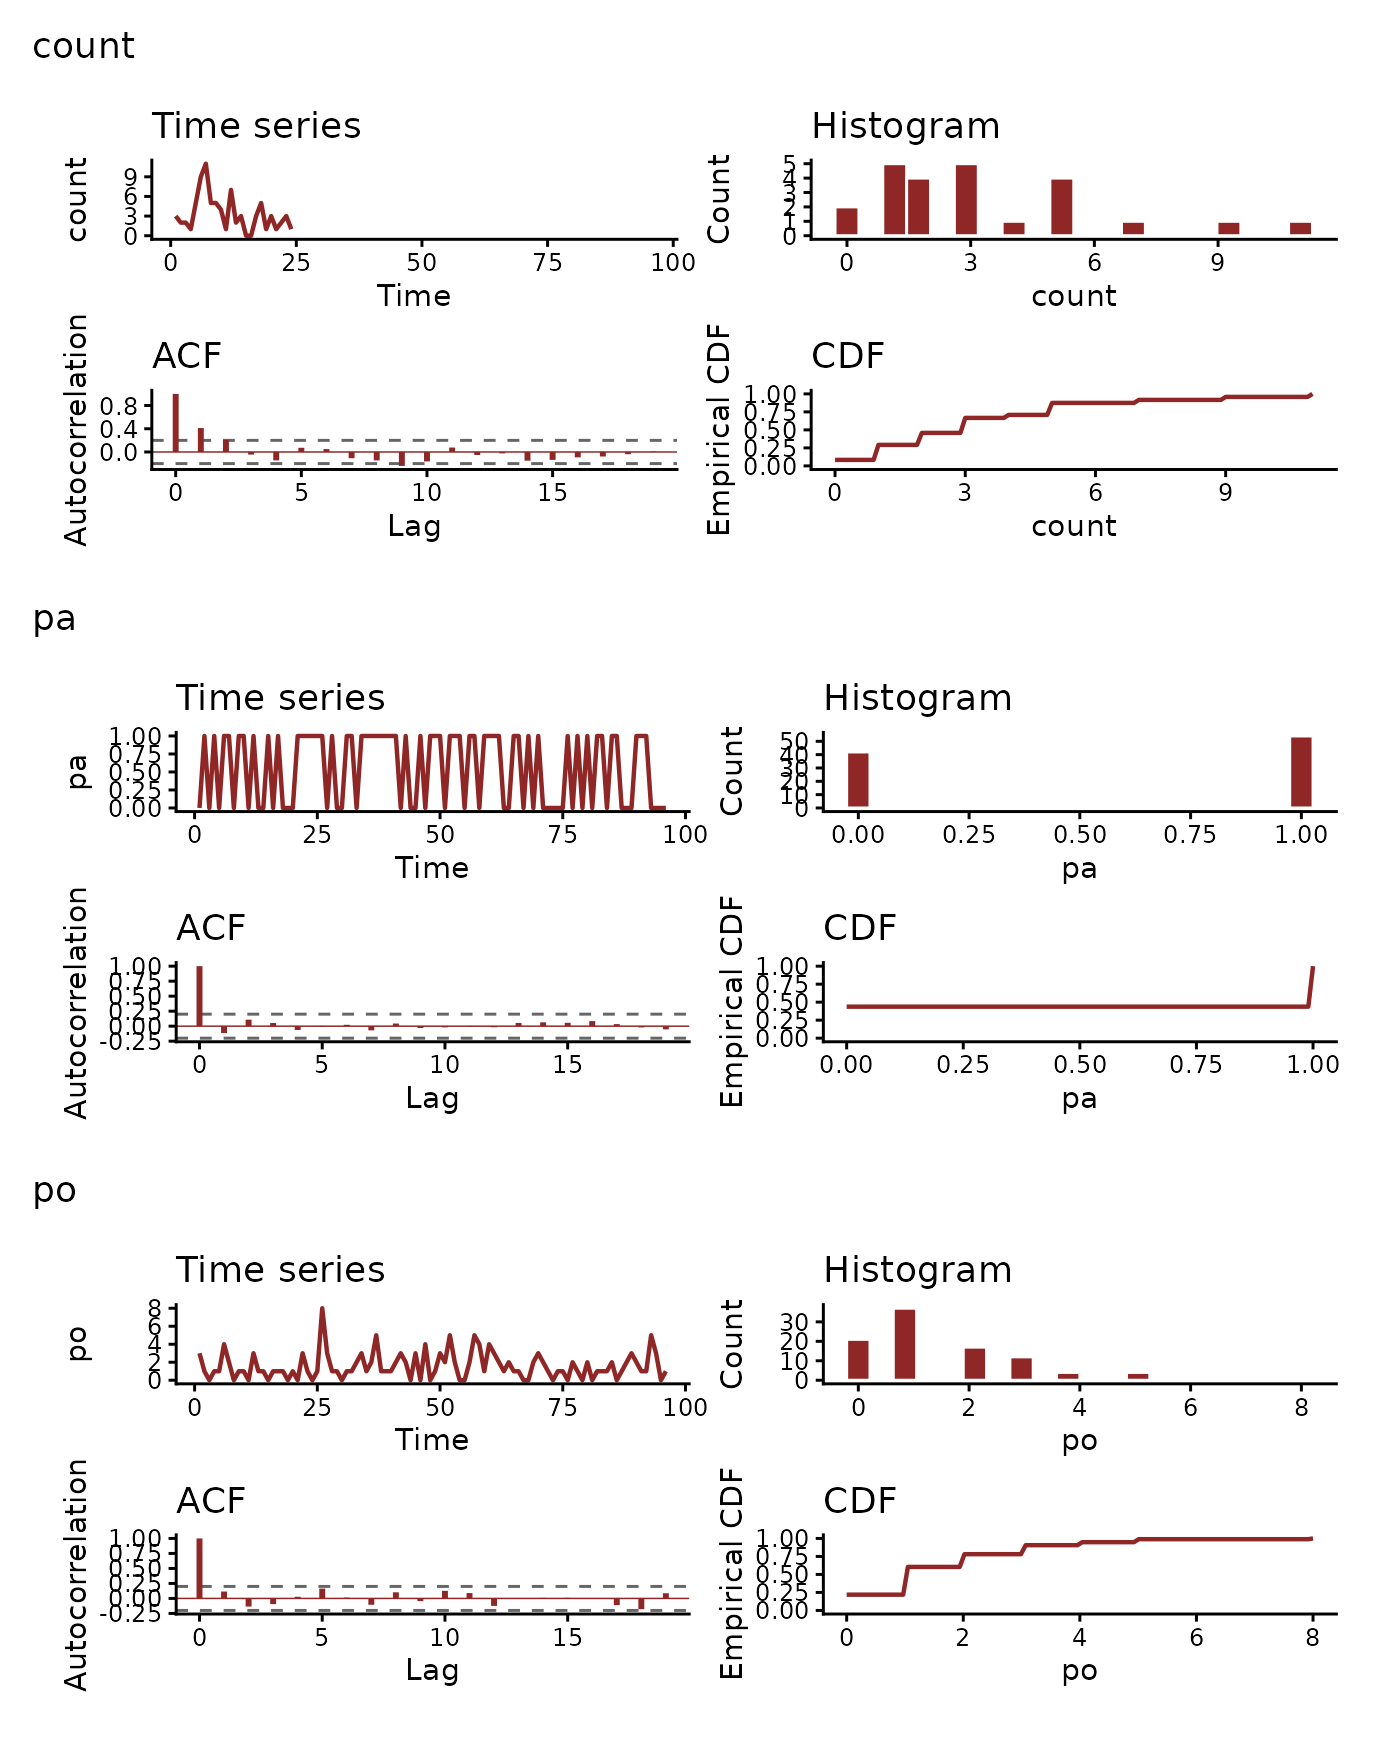 count
Time series
count
9
6
3
0
0 25 50 75 100
Time
Histogram
Count
5
4
3
2
1
0
0 3 6 9
count
ACF
Autocorrelation
0.8
0.4
0.0
0 5 10 15
Lag
CDF
Empirical CDF
1.00
0.75
0.50
0.25
0.00
0 3 6 9
count
pa
Time series
pa
1.00
0.75
0.50
0.25
0.00
0 25 50 75 100
Time
Histogram
Count
50
40
30
20
10
0
0.00 0.25 0.50 0.75 1.00
pa
ACF
Autocorrelation
1.00
0.75
0.50
0.25
0.00
-0.25
0 5 10 15
Lag
CDF
Empirical CDF
1.00
0.75
0.50
0.25
0.00
0.00 0.25 0.50 0.75 1.00
pa
po
Time series
po
8
6
4
2
0
0 25 50 75 100
Time
Histogram
Count
30
20
10
0
0 2 4 6 8
po
ACF
Autocorrelation
1.00
0.75
0.50
0.25
0.00
-0.25
0 5 10 15
Lag
CDF
Empirical CDF
1.00
0.75
0.50
0.25
0.00
0 2 4 6 8
po